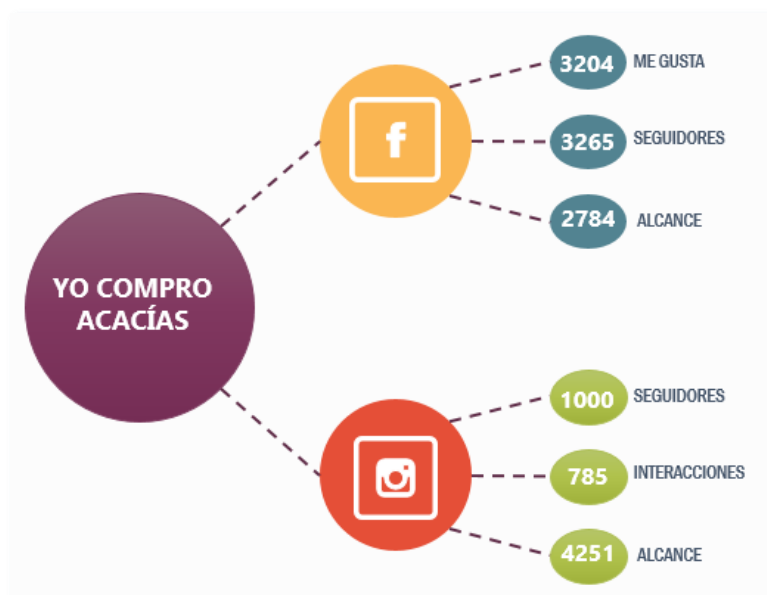 YO COMPRO
ACACÍAS
f
3204 ME GUSTA
3265 SEGUIDORES
2784 ALCANCE
1000 SEGUIDORES
785 INTERACCIONES
4251 ALCANCE